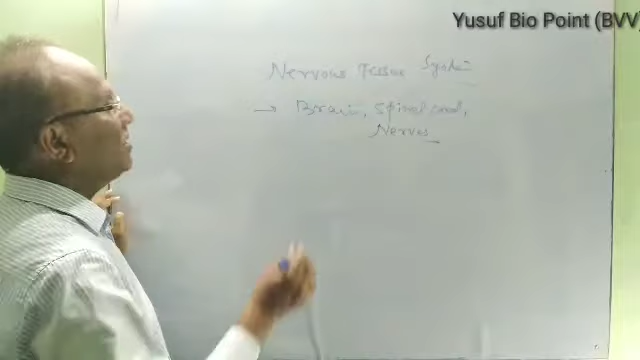 Yusuf Bio Point (BVV)
Nervous Tissue System
→ Brain, Spinal cord,
Nerves